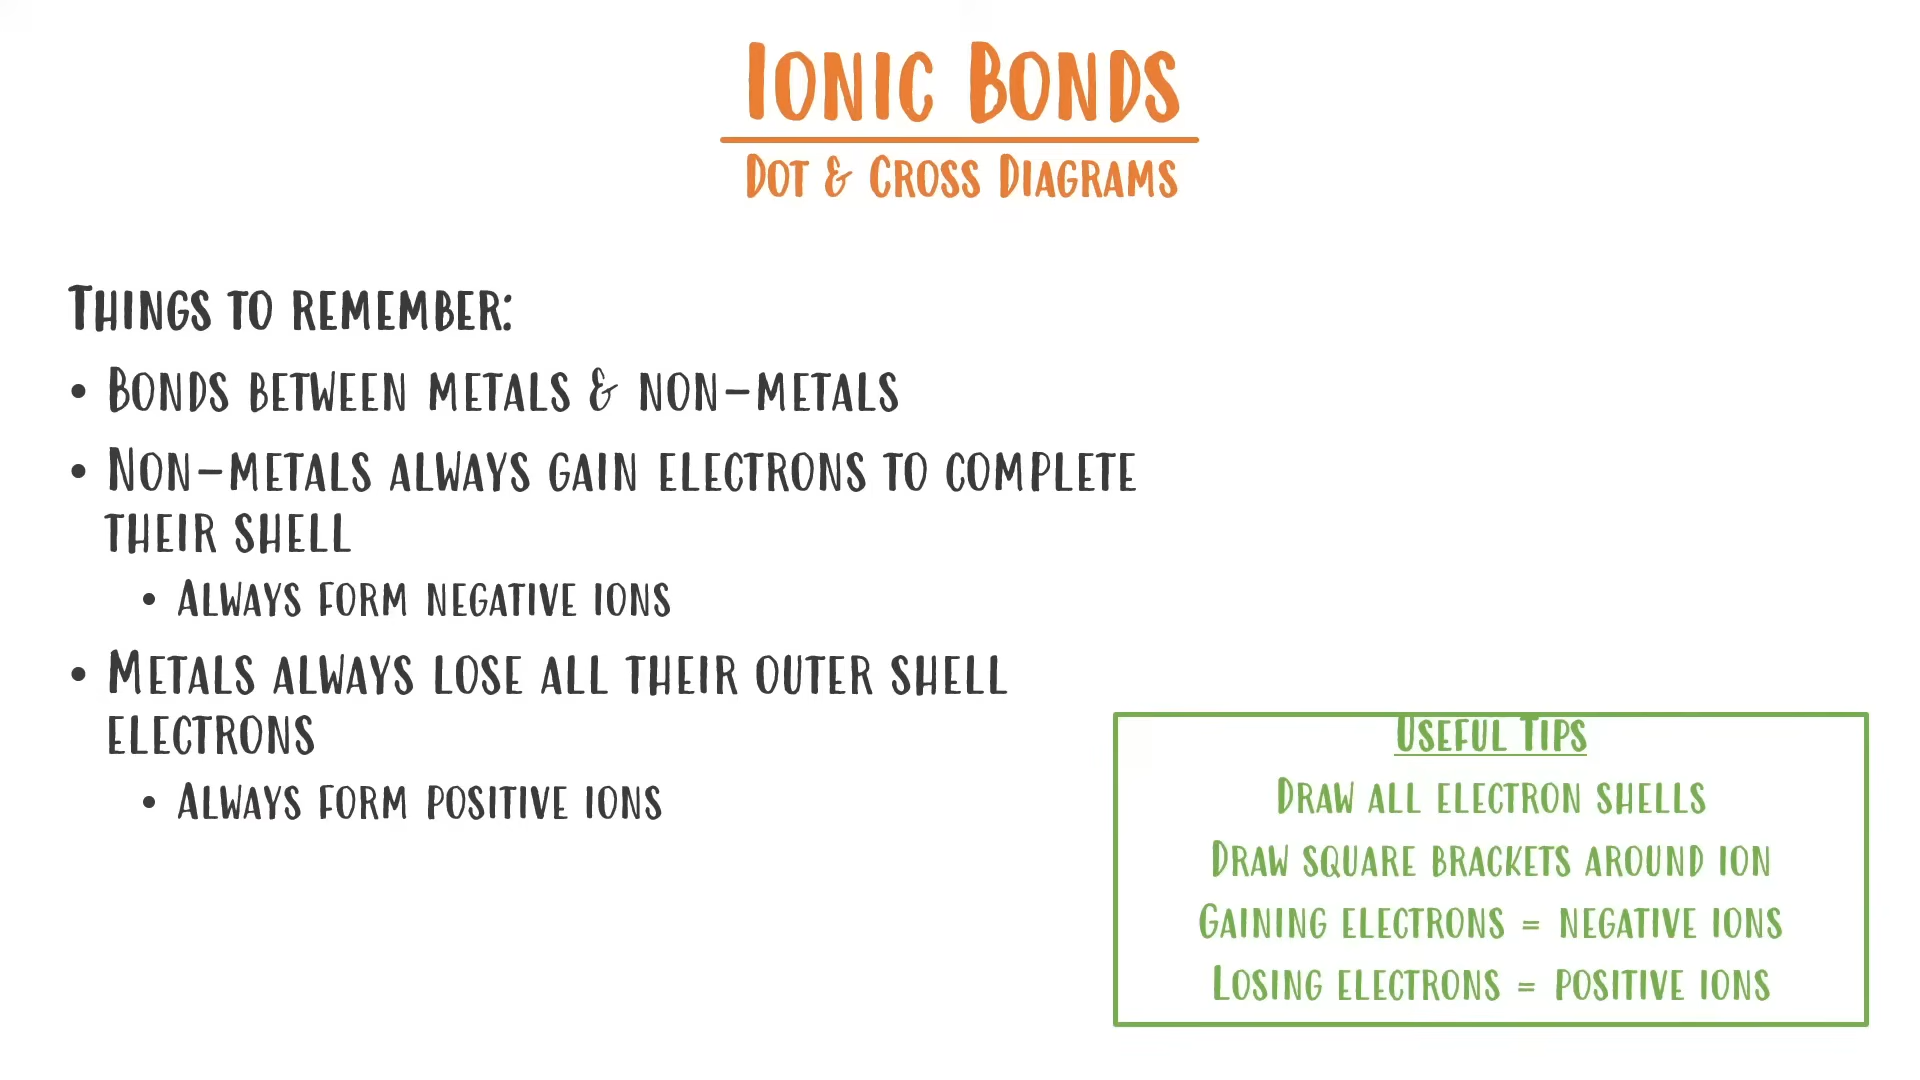 Ionic Bonds
Dot & Cross Diagrams
Things to remember:
• Bonds between metals & non-metals
• Non-metals always gain electrons to complete
their shell
• Always form negative ions
• Metals always lose all their outer shell
electrons
• Always form positive ions
Useful Tips
Draw all electron shells
Draw square brackets around ion
Gaining electrons = negative ions
Losing electrons = positive ions